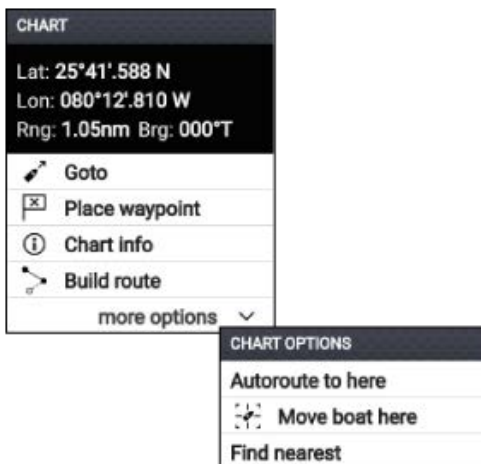 CHART
Lat: 25°41'.588 N
Lon: 080°12'.810 W
Rng: 1.05nm Brg: 000°T
Goto
Place waypoint
Chart info
Build route
more options
CHART OPTIONS
Autoroute to here
Move boat here
Find nearest